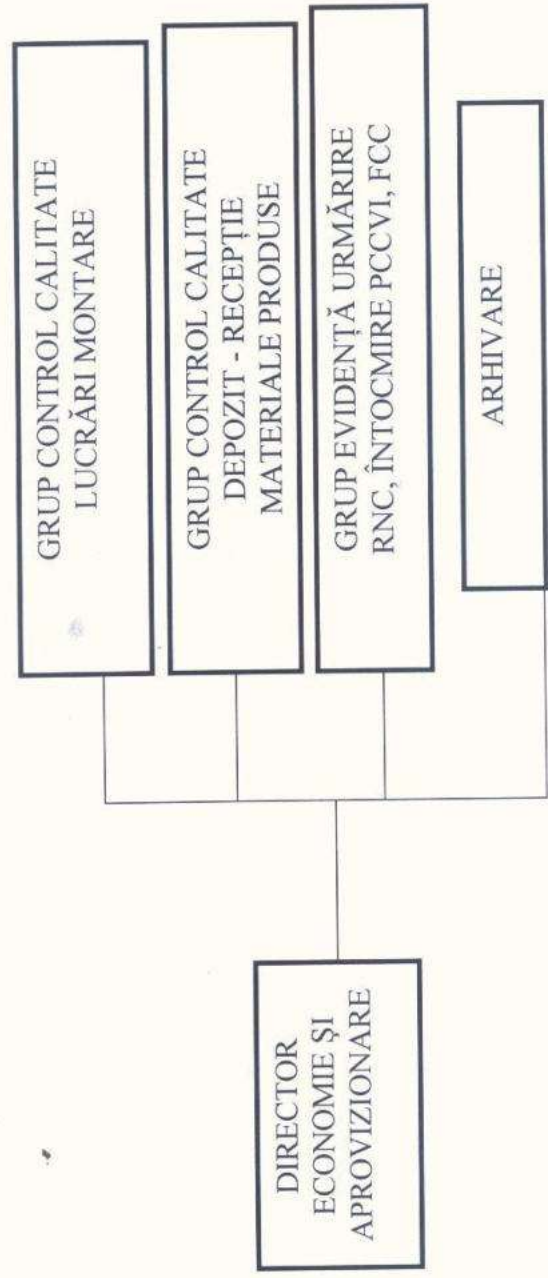 DIRECTOR
ECONOMIE ȘI
APROVIZIONARE
GRUP CONTROL CALITATE
LUCRĂRI MONTARE
GRUP CONTROL CALITATE
DEPOZIT - RECEPȚIE
MATERIALE PRODUSE
GRUP EVIDENȚĂ URMĂRIRE
RNC, ÎNTOCMIRE PCCVI, FCC
ARHIVARE